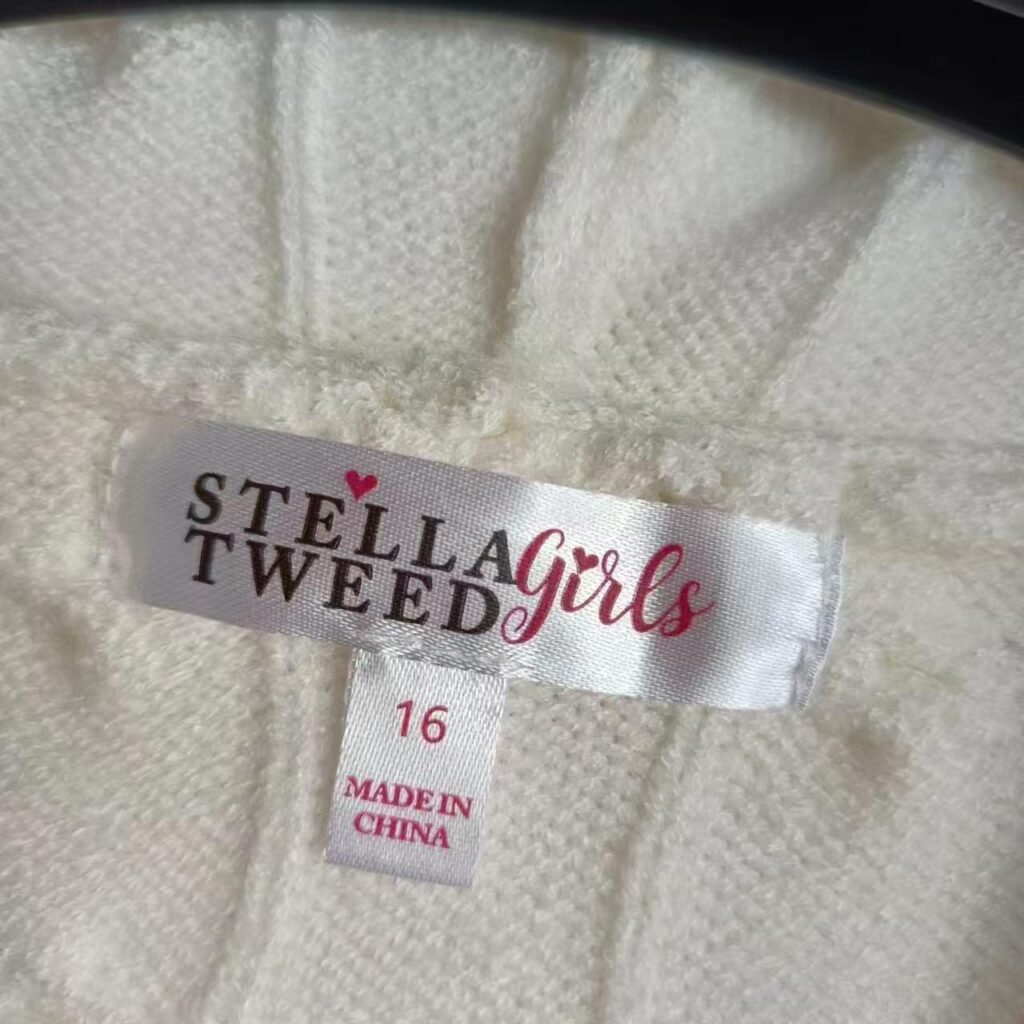 STELLA
TWEED Girls
16
MADE IN
CHINA